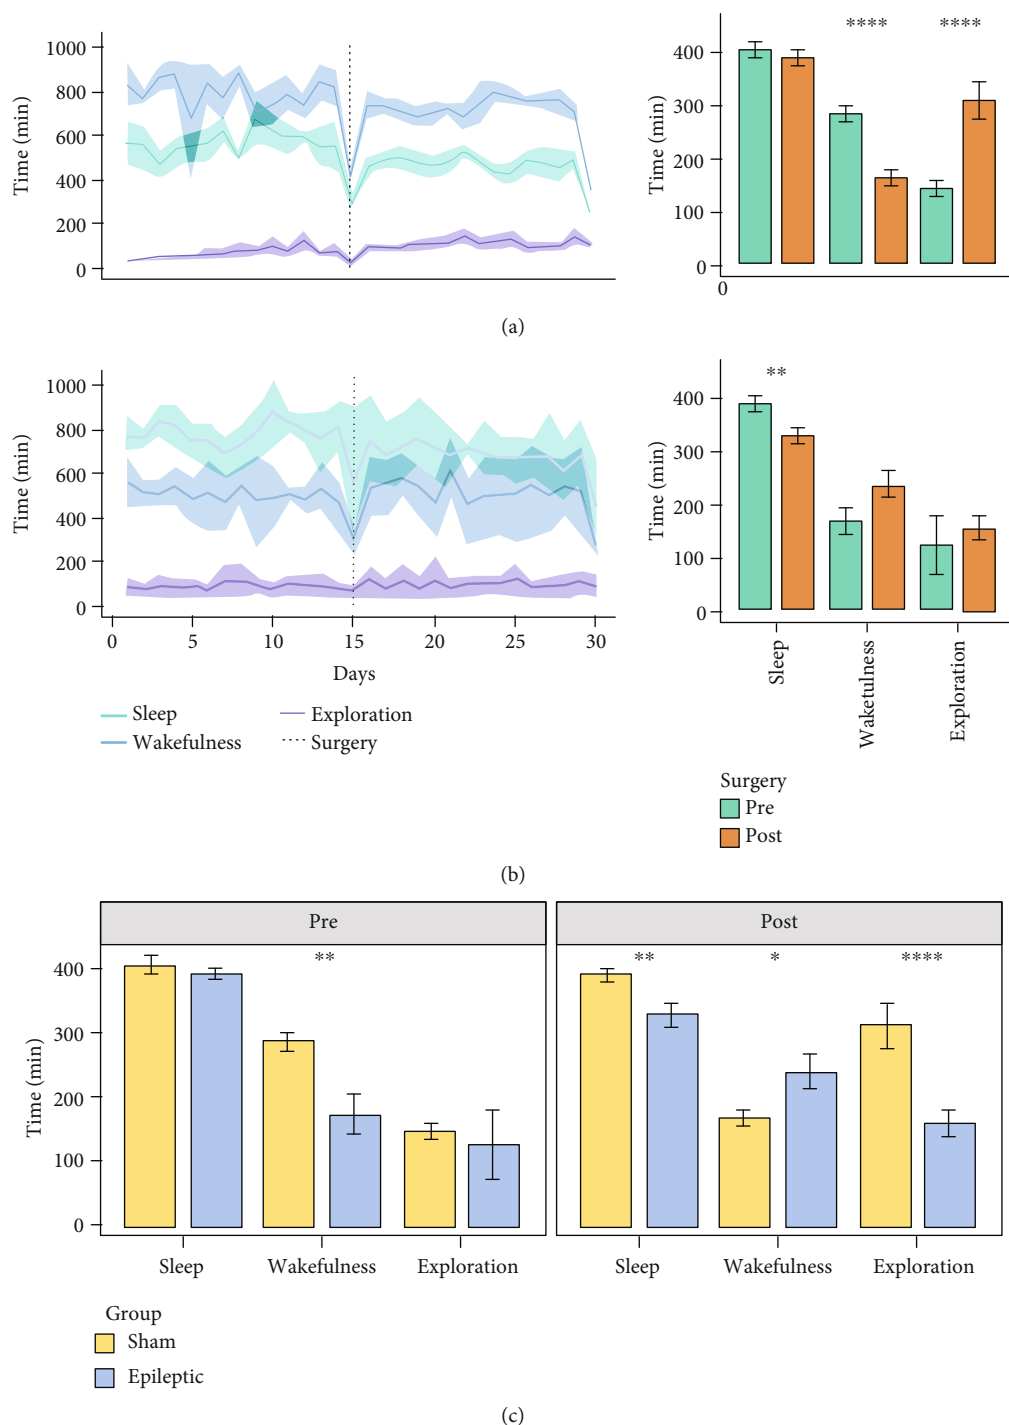 1000
800
600
400
200
0
Time (min)
****
****
400
300
200
100
0
0
Time (min)
(a)
1000
800
600
400
200
0
Time (min)
0 5 10 15 20 25 30
Days
Sleep
Wakefulness
Exploration
Surgery
**
400
300
200
100
0
Time (min)
Sleep
Waketulness
Exploration
Surgery
Pre
Post
(b)
Pre
Post
**
** * ****
400
300
200
100
0
Time (min)
Sleep Wakefulness Exploration
Sleep Wakefulness Exploration
Group
Sham
Epileptic
(c)